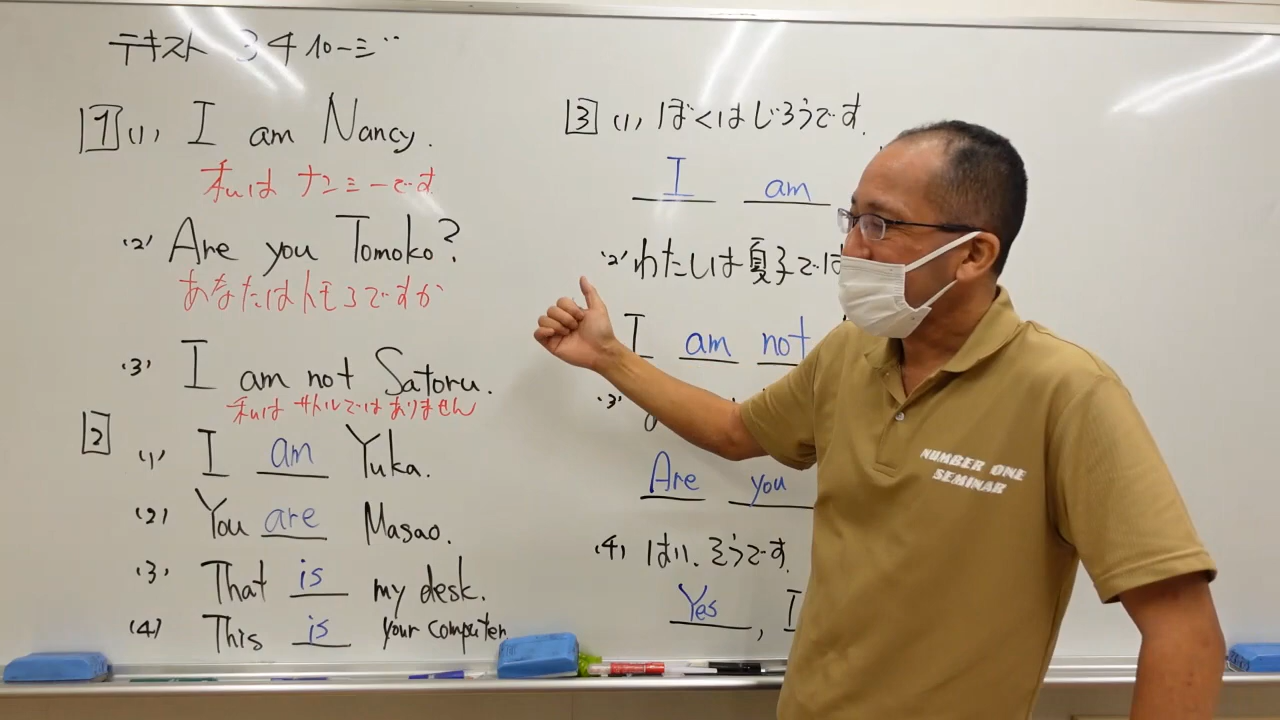 テキスト 34ページ
1 (1) I am Nancy.
私は ナンシーです
(2) Are you Tomoko?
あなたはトモコですか
(3) I am not Satoru.
私は サトルではありません
2
(1) I am Yuka.
(2) You are Masao.
(3) That is my desk.
(4) This is your computer
3 (1) ぼくはじろうです.
I am
(2) わたしは夏子では
I am not
(3)
Are you
(4) はい、そうです.
Yes, I
NUMBER ONE
SEMINAR